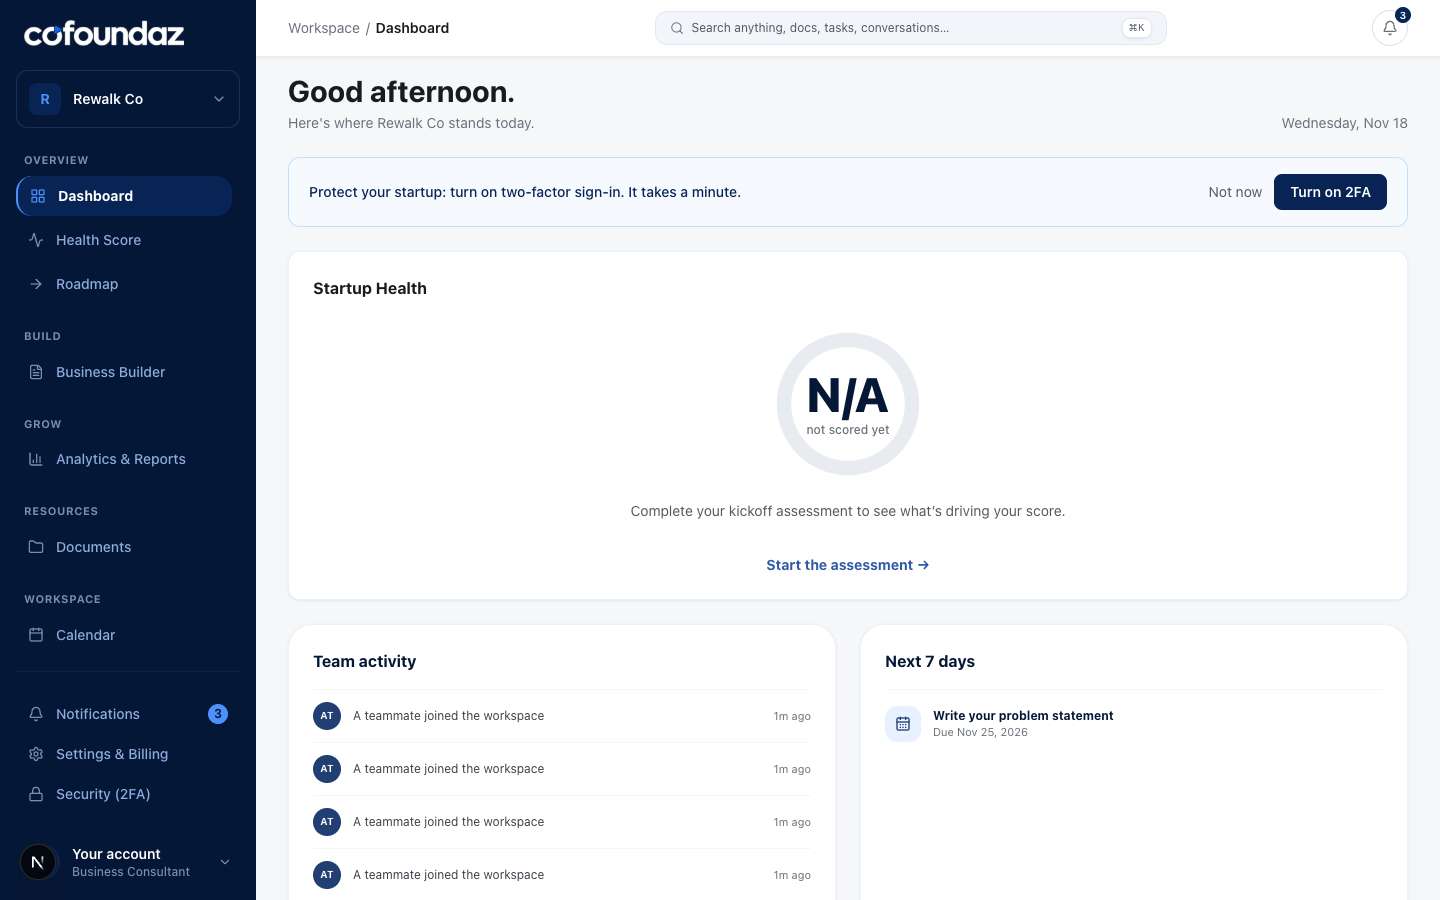 cofoundaz
R
Rewalk Co
OVERVIEW
Dashboard
Health Score
Roadmap
BUILD
Business Builder
GROW
Analytics & Reports
RESOURCES
Documents
WORKSPACE
Calendar
Notifications
3
Settings & Billing
Security (2FA)
N
Your account
Business Consultant
Workspace / Dashboard
Search anything, docs, tasks, conversations...
⌘K
3
Good afternoon.
Here's where Rewalk Co stands today.
Wednesday, Nov 18
Protect your startup: turn on two-factor sign-in. It takes a minute.
Not now
Turn on 2FA
Startup Health
N/A
not scored yet
Complete your kickoff assessment to see what's driving your score.
Start the assessment →
Team activity
AT A teammate joined the workspace 1m ago
AT A teammate joined the workspace 1m ago
AT A teammate joined the workspace 1m ago
AT A teammate joined the workspace 1m ago
Next 7 days
Write your problem statement
Due Nov 25, 2026